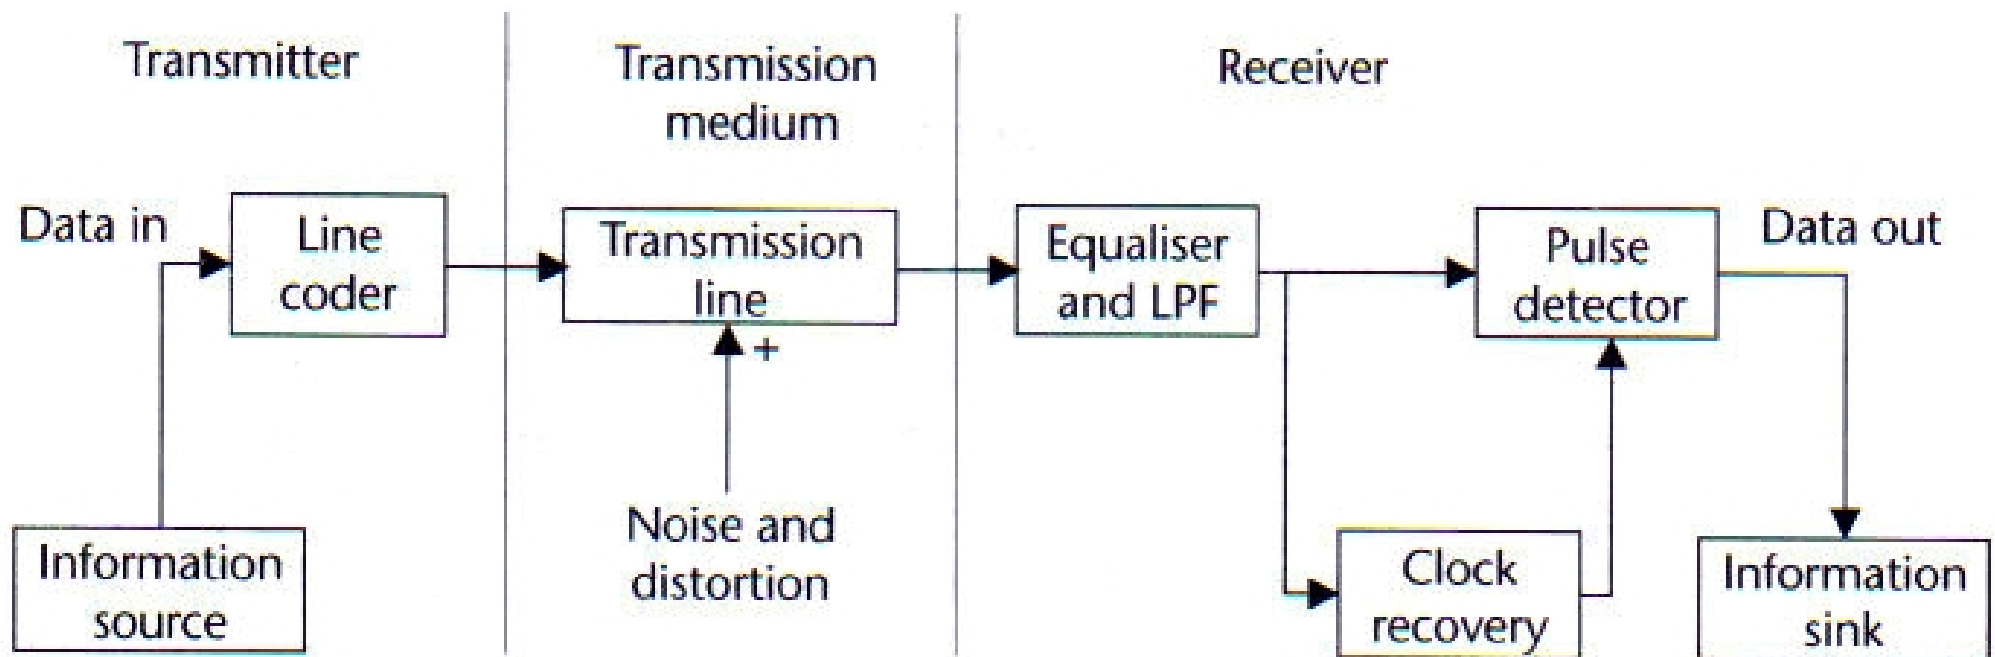 Transmitter
Transmission
medium
Receiver
Data in
Line
coder
Transmission
line
+
Noise and
distortion
Equaliser
and LPF
Pulse
detector
Data out
Information
source
Clock
recovery
Information
sink